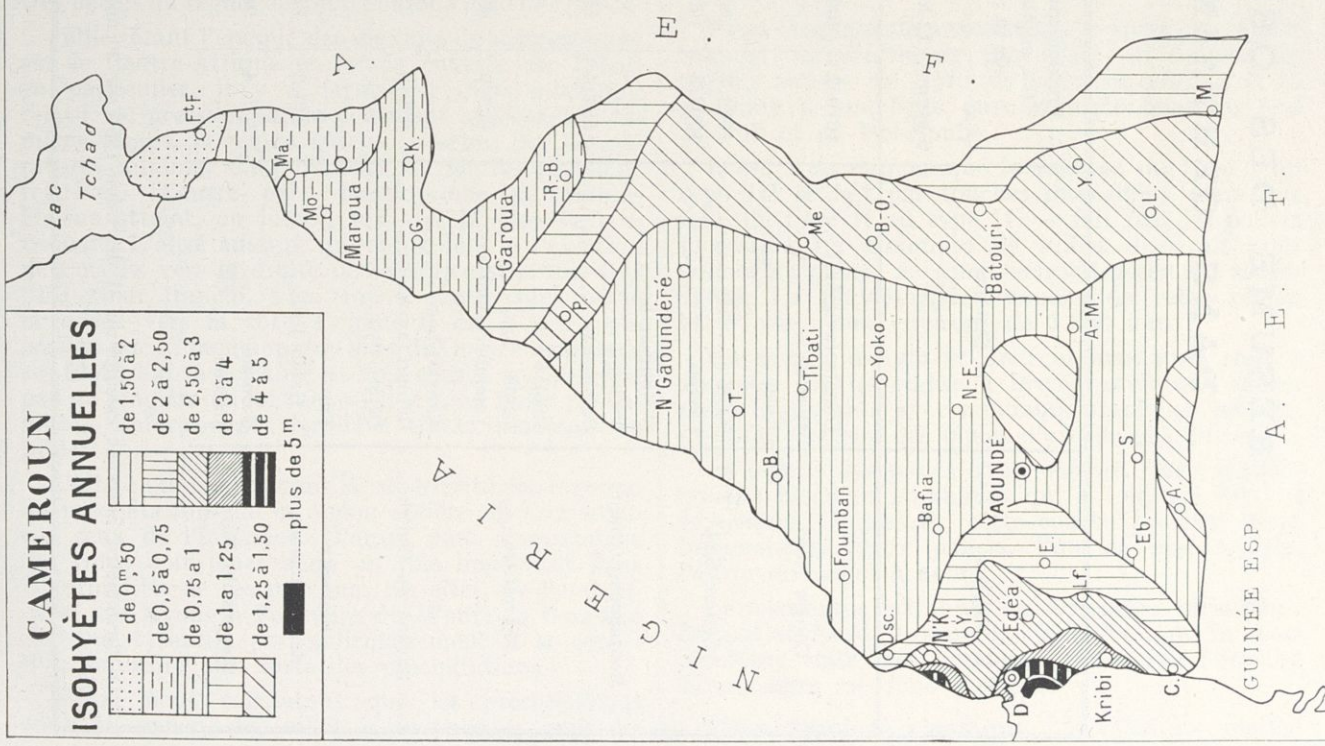 CAMEROUN
ISOHYÈTES ANNUELLES
- de 0ᵐ,50
de 0,5 à 0,75
de 0,75 à 1
de 1 a 1,25
de 1,25 à 1,50
de 1,50 à 2
de 2 à 2,50
de 2,50 à 3
de 3 à 4
de 4 à 5
plus de 5ᵐ.
Lac
Tchad
Fᵗ F.
Ma.
Mo.
Maroua
K.
G.
Garoua
R.-B.
P.
N'Gaoundéré
T.
Tibati
Me
B.
Yoko
B-O.
Foumban
Bafia
N-E.
Batouri
Dsc.
N'K
Y.
YAOUNDÉ
A-M.
Y.
Edéa
E.
Lf.
D
Kribi
Eb.
S
L.
M.
C.
A.
NIGERIA
A. E. F.
GUINÉE ESP
A. E. F.